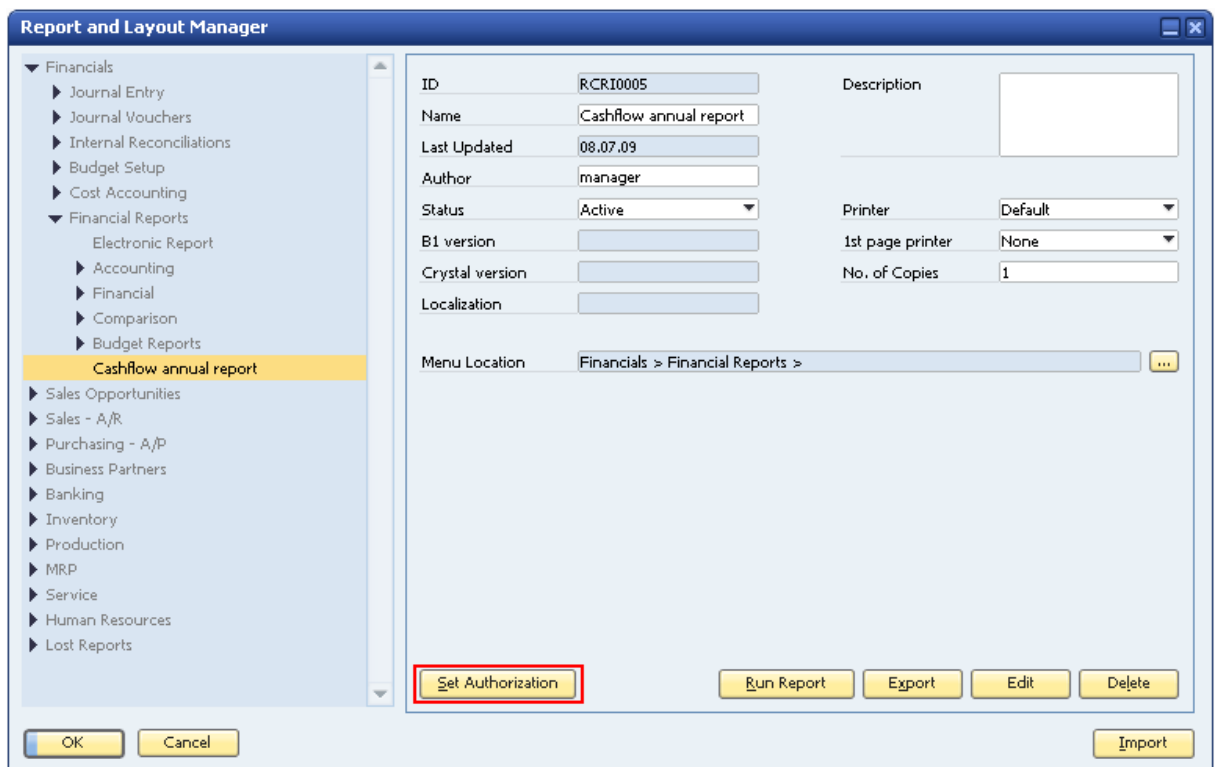 Report and Layout Manager
Financials
Journal Entry
Journal Vouchers
Internal Reconciliations
Budget Setup
Cost Accounting
Financial Reports
Electronic Report
Accounting
Financial
Comparison
Budget Reports
Cashflow annual report
Sales Opportunities
Sales - A/R
Purchasing - A/P
Business Partners
Banking
Inventory
Production
MRP
Service
Human Resources
Lost Reports
ID RCRI0005 Description
Name Cashflow annual report
Last Updated 08.07.09
Author manager
Status Active Printer Default
B1 version 1st page printer None
Crystal version No. of Copies 1
Localization
Menu Location Financials > Financial Reports > ...
Set Authorization Run Report Export Edit Delete
OK Cancel Import